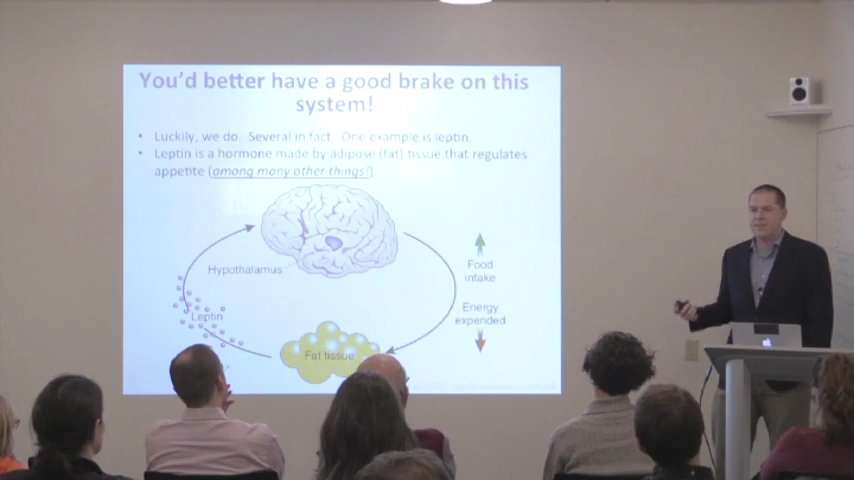 You'd better have a good brake on this
system!
• Luckily, we do. Several in fact. One example is leptin.
• Leptin is a hormone made by adipose (fat) tissue that regulates
appetite (among many other things!).
Hypothalamus
Food
intake
Leptin
Energy
expended
Fat tissue